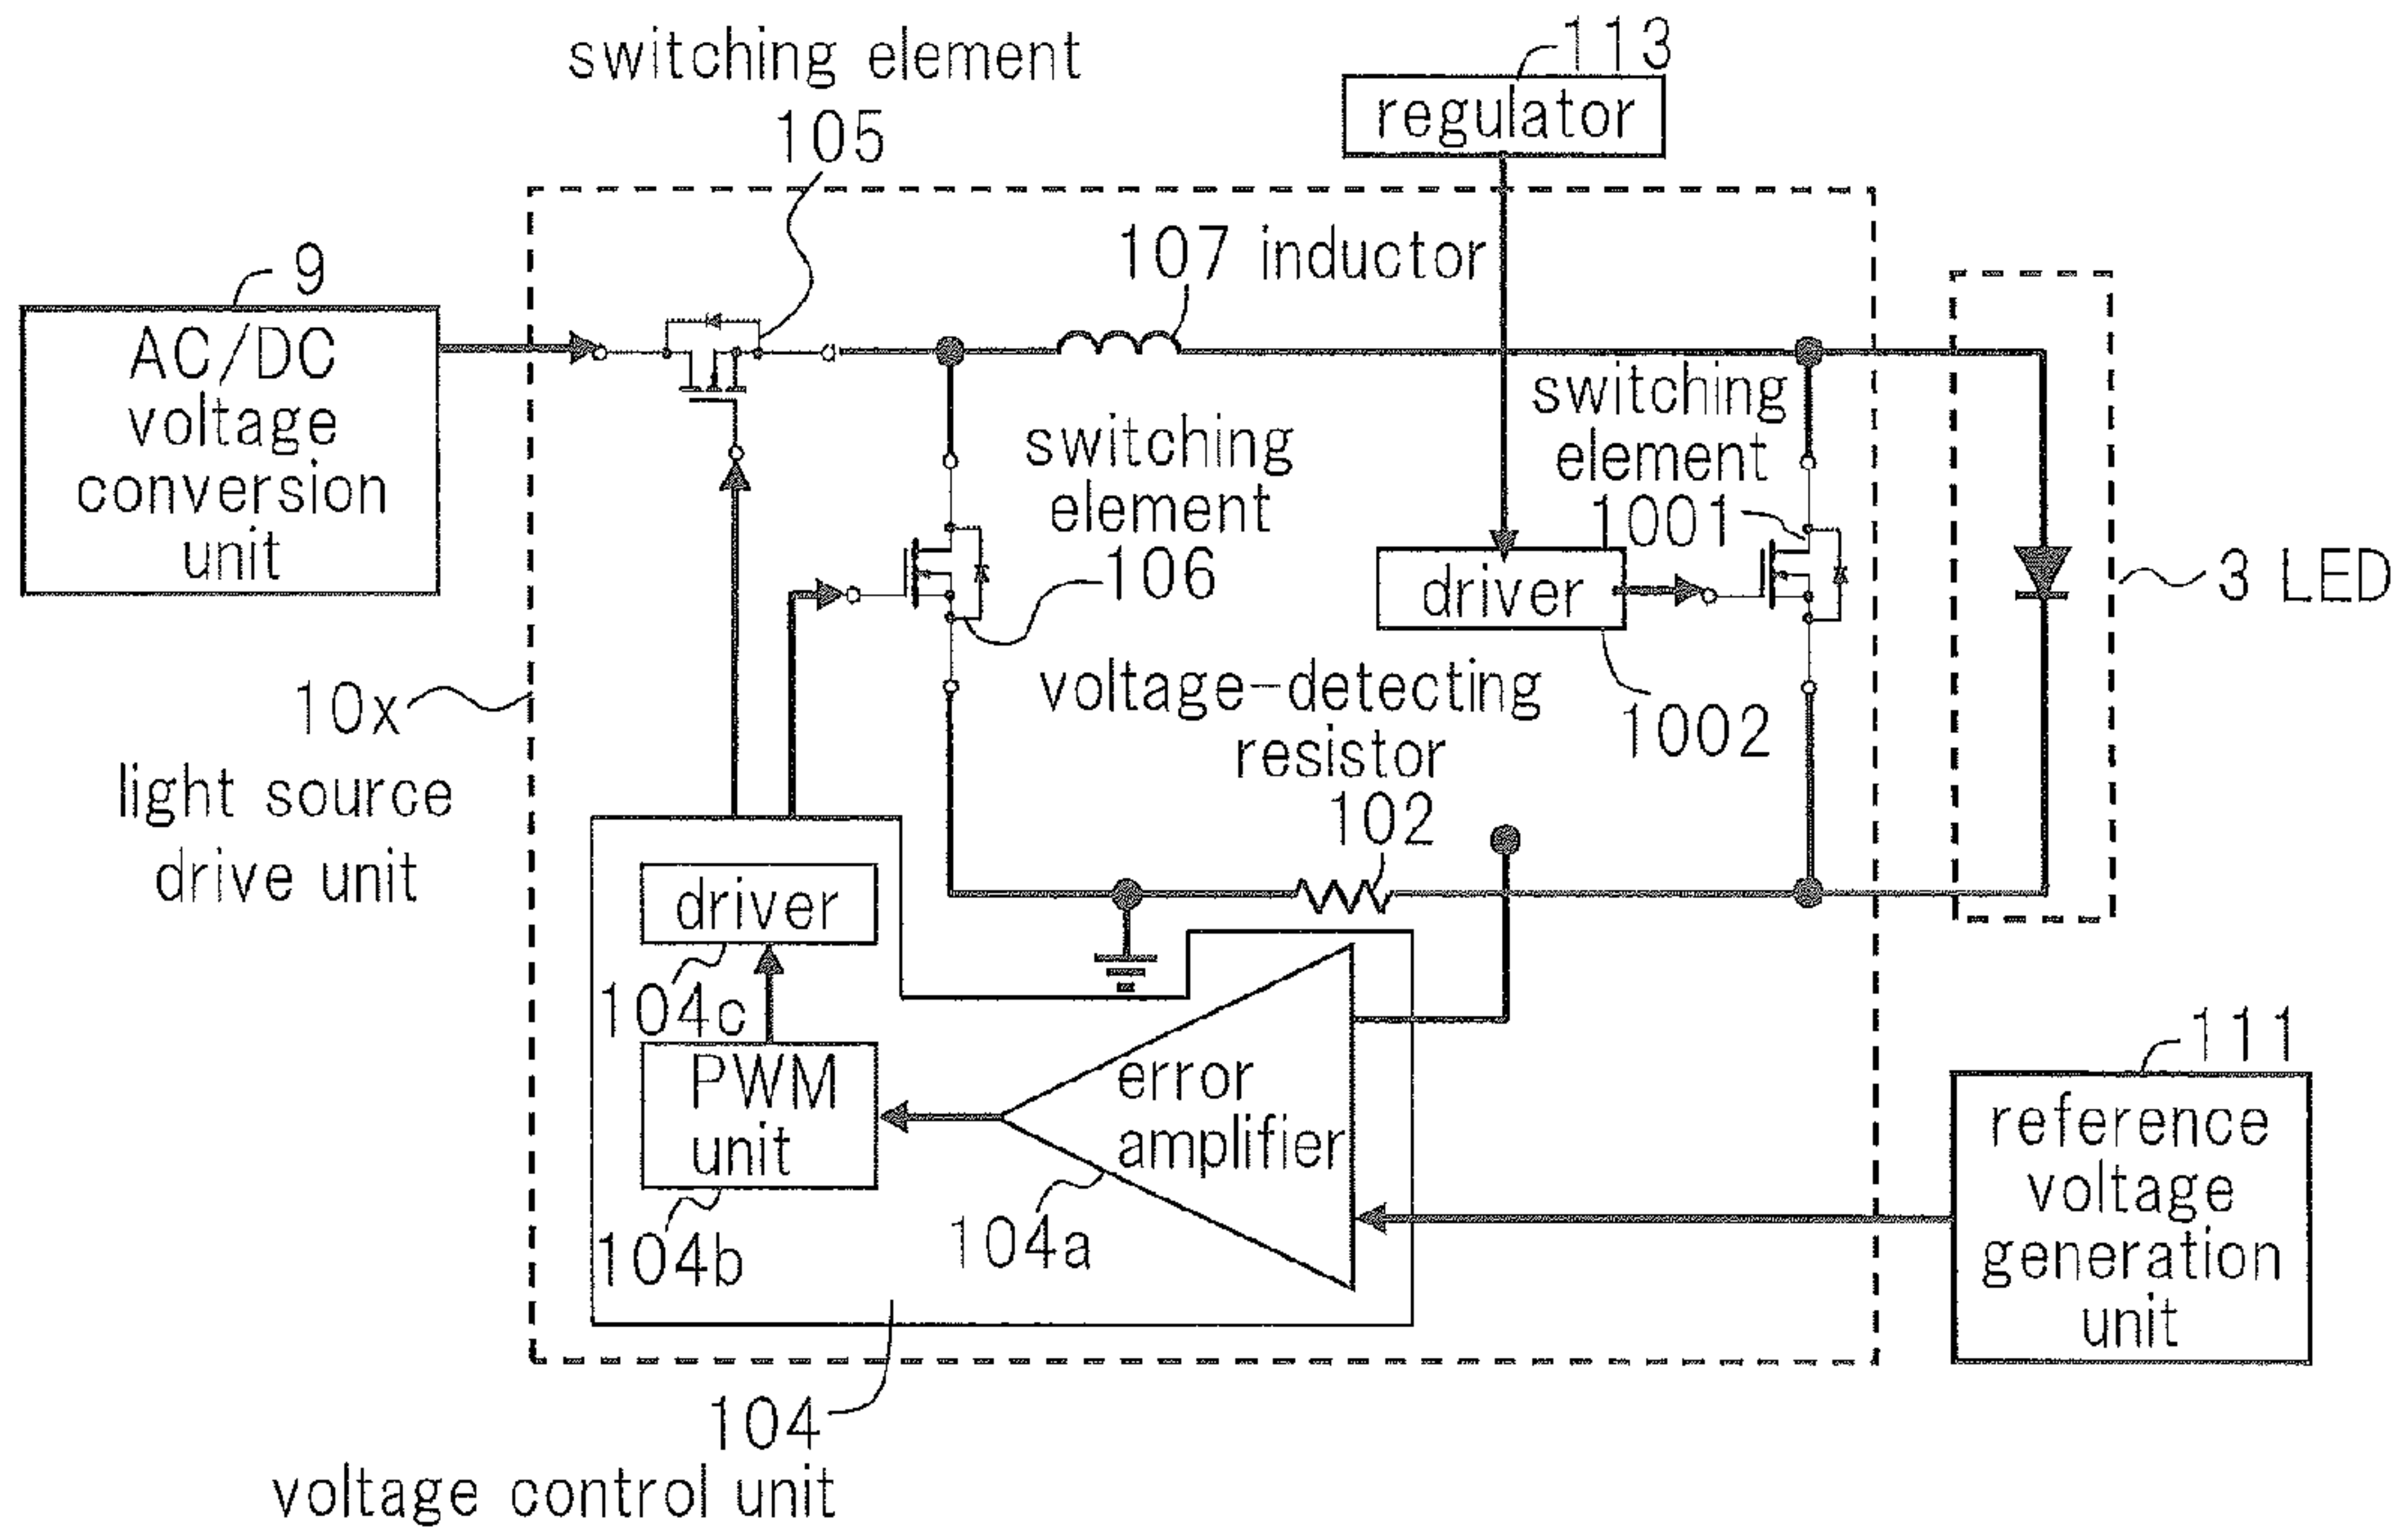 switching element
105
113
regulator
9
AC/DC
voltage
conversion
unit
107 inductor
switching
element
106
switching
element
1001
driver
1002
3 LED
10x
light source
drive unit
voltage-detecting
resistor
102
driver
104c
PWM
unit
104b
error
amplifier
104a
111
reference
voltage
generation
unit
104
voltage control unit